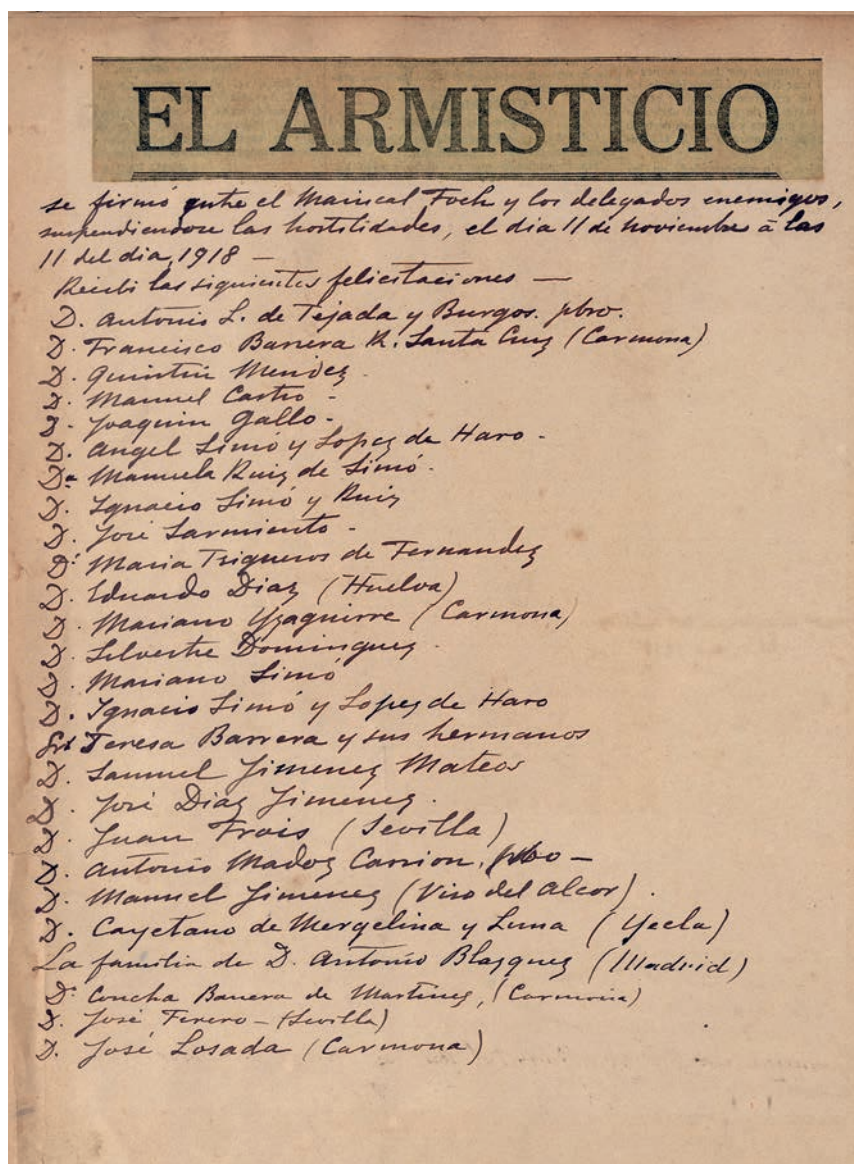 EL ARMISTICIO
se firmó entre el Mariscal Foch y los delegados enemigos,
suspendiendose las hostilidades, el dia 11 de noviembre á las
11 del dia, 1918 —
Recibi las siguientes felicitaciones —
D. Antonio L. de Tejada y Burgos. pbro.
D. Francisco Barrera R. Santa Cruz (Carmona)
D. Quintin Mendez -
D. Manuel Castro -
D. Joaquin Gallo -
D. Angel Simó y Lopez de Haro -
Dª Manuela Ruiz de Simó -
D. Ignacio Simó y Ruiz
D. José Sarmiento -
Dª Maria Trigueros de Fernandez
D. Eduardo Diaz (Huelva)
D. Mariano Yzaguirre (Carmona)
D. Silvestre Dominguez -
D. Mariano Simó
D. Ignacio Simó y Lopez de Haro
Srta Teresa Barrera y sus hermanos
D. Samuel Jimenez Mateos
D. José Diaz Jimenez -
D. Juan (Sevilla)
D. Antonio Madoz Carrion, pbro —
D. Manuel Jimenez (Viso del Alcor) .
D. Cayetano de Mergelina y Luna (Yecla)
La familia de D. Antonio Blazquez (Madrid)
Dª Concha Barrera de Martinez, (Carmona)
D. José — (Sevilla)
D. José Losada (Carmona)